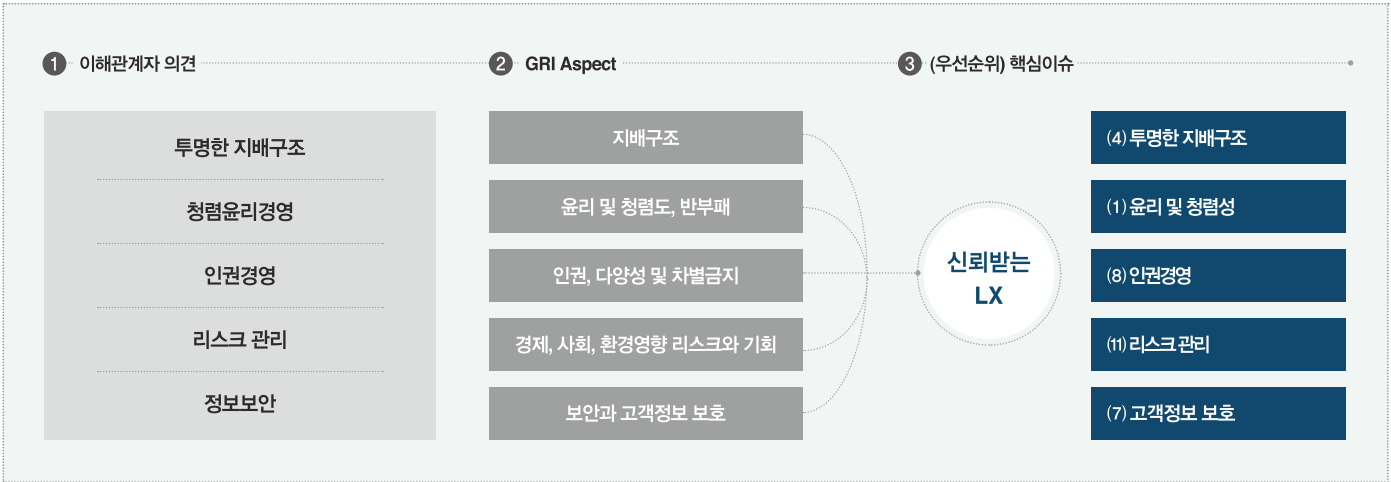 1 이해관계자 의견
투명한 지배구조
청렴윤리경영
인권경영
리스크 관리
정보보안
2 GRI Aspect
지배구조
윤리 및 청렴도, 반부패
인권, 다양성 및 차별금지
경제, 사회, 환경영향 리스크와 기회
보안과 고객정보 보호
3 (우선순위) 핵심이슈
신뢰받는
LX
(4) 투명한 지배구조
(1) 윤리 및 청렴성
(8) 인권경영
(11) 리스크 관리
(7) 고객정보 보호